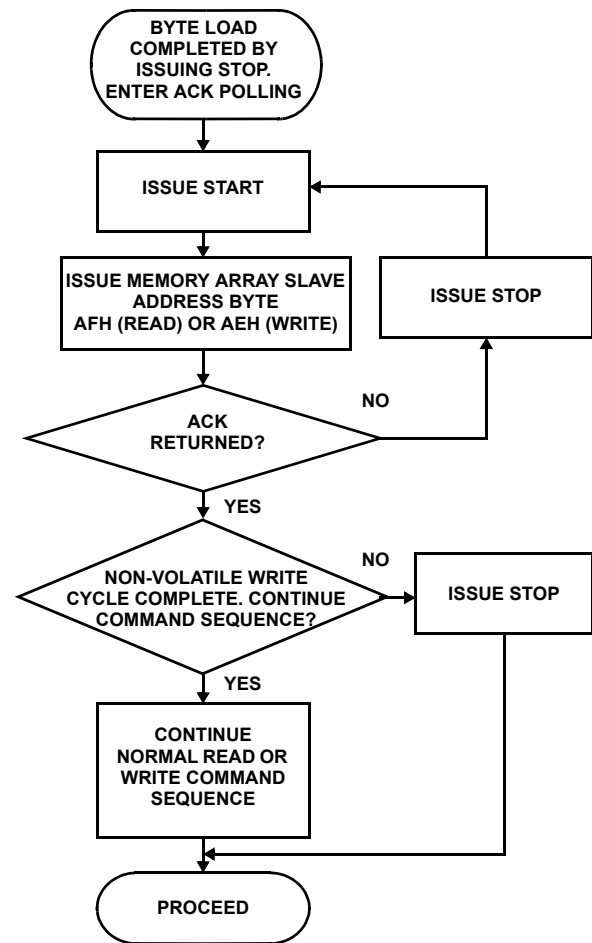 BYTE LOAD
COMPLETED BY
ISSUING STOP.
ENTER ACK POLLING
ISSUE START
ISSUE MEMORY ARRAY SLAVE
ADDRESS BYTE
AFH (READ) OR AEH (WRITE)
ISSUE STOP
ACK
RETURNED?
NO
YES
NON-VOLATILE WRITE
CYCLE COMPLETE. CONTINUE
COMMAND SEQUENCE?
NO
ISSUE STOP
YES
CONTINUE
NORMAL READ OR
WRITE COMMAND
SEQUENCE
PROCEED